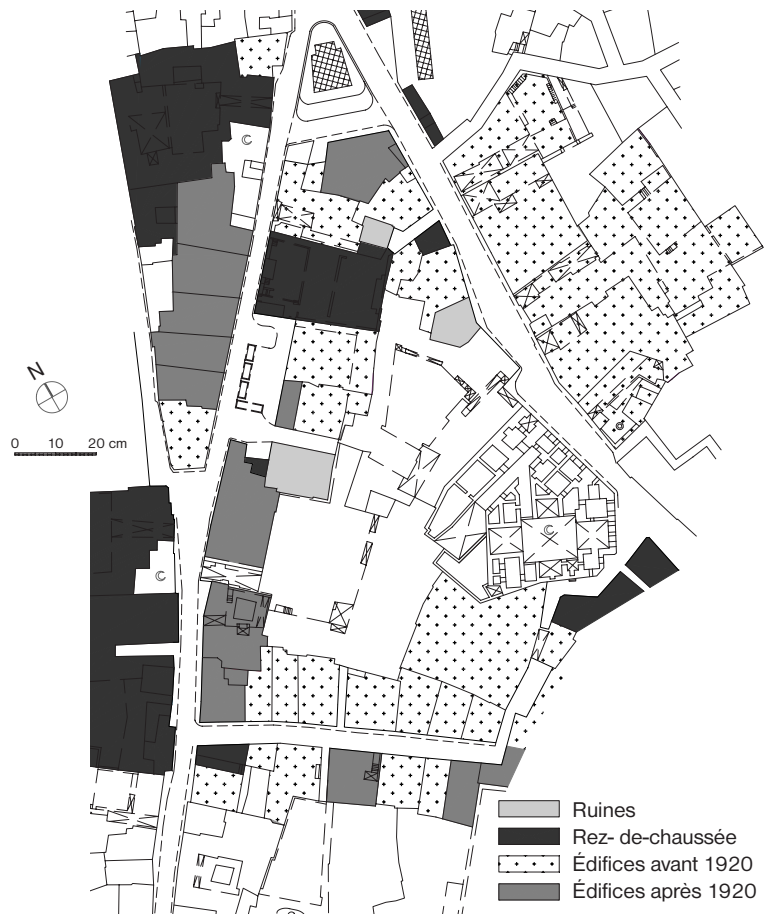 N
0 10 20 cm
Ruines
Rez- de-chaussée
Édifices avant 1920
Édifices après 1920